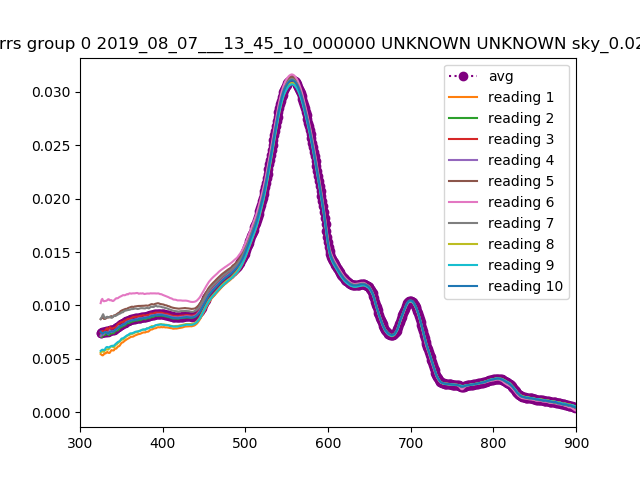 rrs group 0 2019_08_07___13_45_10_000000 UNKNOWN UNKNOWN sky_0.02
0.030
0.025
0.020
0.015
0.010
0.005
0.000
300 400 500 600 700 800 900
avg
reading 1
reading 2
reading 3
reading 4
reading 5
reading 6
reading 7
reading 8
reading 9
reading 10